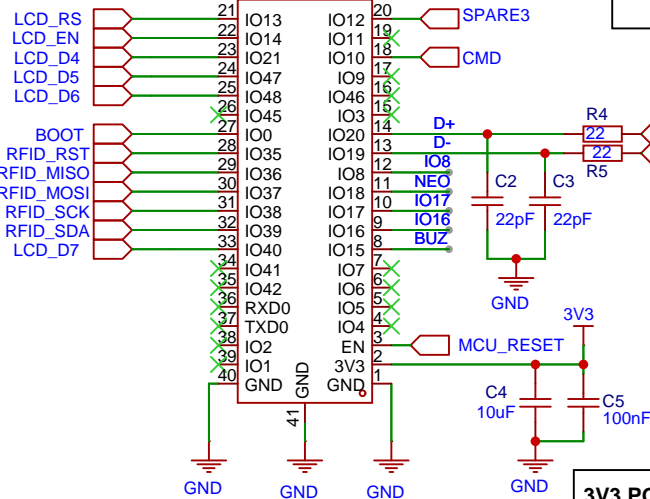 LCD_RS 21 IO13 IO12 20 SPARE3
LCD_EN 22 IO14 IO11 19
LCD_D4 23 IO21 IO10 18 CMD
LCD_D5 24 IO47 IO9 17
LCD_D6 25 IO48 IO46 16
26 IO45 IO3 15
BOOT 27 IO0 IO20 14 D+ R4 22
RFID_RST 28 IO35 IO19 13 D- 22 R5
RFID_MISO 29 IO36 IO8 12 IO8 C2 C3
RFID_MOSI 30 IO37 IO18 11 NEO
RFID_SCK 31 IO38 IO17 10 IO17 22pF 22pF
RFID_SDA 32 IO39 IO16 9 IO16
LCD_D7 33 IO40 IO15 8 BUZ
34 IO41 IO7 7
35 IO42 IO6 6 GND
36 RXD0 IO5 5 3V3
37 TXD0 IO4 4
38 IO2 EN 3 MCU_RESET
39 IO1 3V3 2
40 GND GND GND 1 C4 C5
41 10uF 100nF
GND GND GND GND
3V3